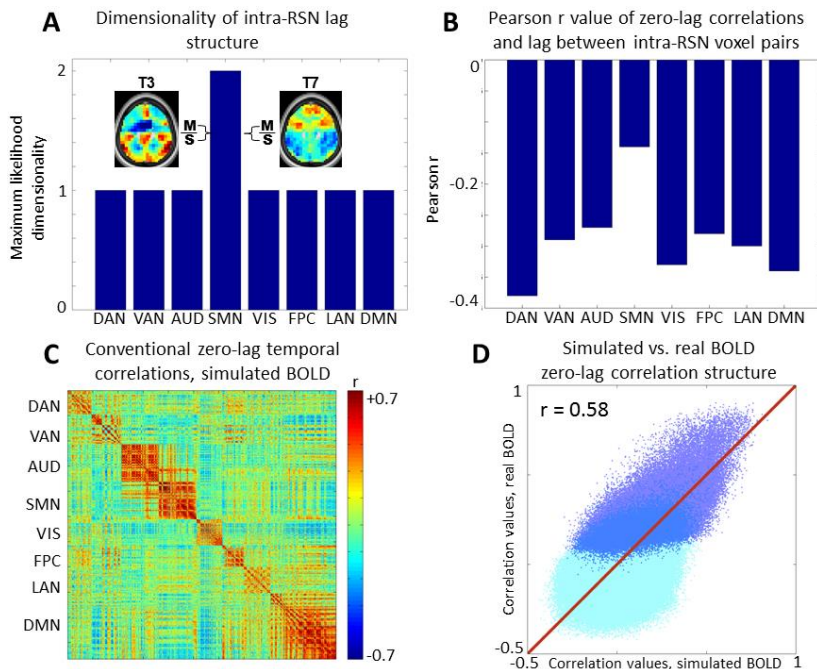 A
Dimensionality of intra-RSN lag
structure
Maximum likelihood
dimensionality
2
1
0
T3
T7
M
S
M
S
DAN VAN AUD SMN VIS FPC LAN DMN
B
Pearson r value of zero-lag correlations
and lag between intra-RSN voxel pairs
Pearson r
0
-0.2
-0.4
DAN VAN AUD SMN VIS FPC LAN DMN
C
Conventional zero-lag temporal
correlations, simulated BOLD
r
+0.7
-0.7
DAN
VAN
AUD
SMN
VIS
FPC
LAN
DMN
D
Simulated vs. real BOLD
zero-lag correlation structure
1
r = 0.58
Correlation values, real BOLD
-0.5
-0.5
Correlation values, simulated BOLD
1